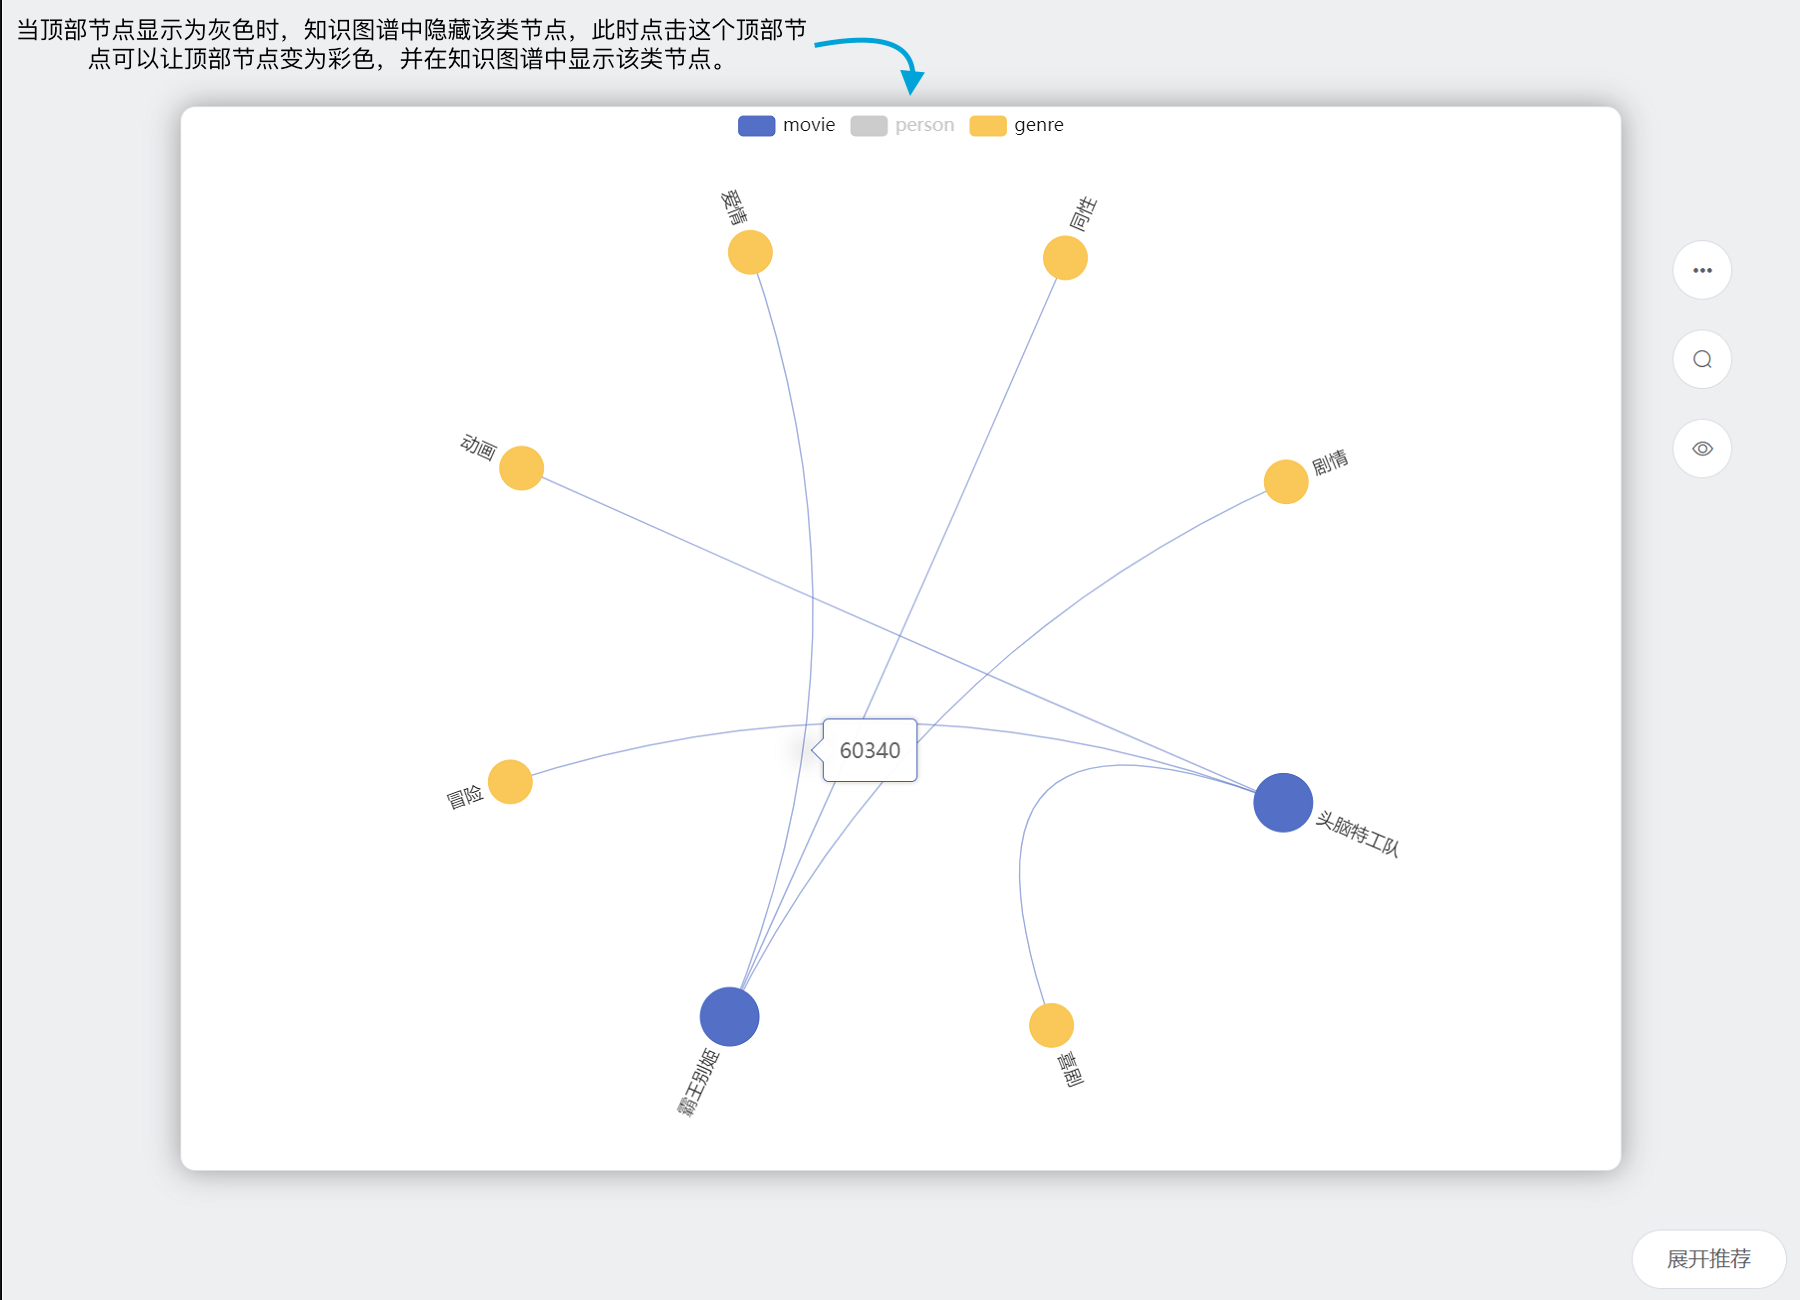 当顶部节点显示为灰色时，知识图谱中隐藏该类节点，此时点击这个顶部节
点可以让顶部节点变为彩色，并在知识图谱中显示该类节点。
movie person genre
爱情
同性
动画
剧情
60340
冒险
头脑特工队
霸王别姬
喜剧
展开推荐